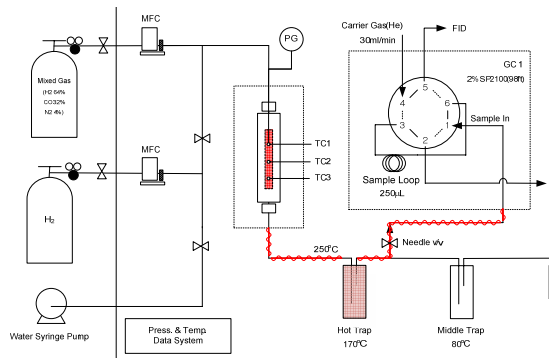 MFC
PG
Carrier Gas(He)
30ml/min
FID
GC 1
2% SP2100(98ft)
Mixed Gas
(H2 64%
CO32%
N2 4%)
5
4
6
3
1
2
Sample In
TC1
TC2
TC3
Sample Loop
250μL
MFC
H₂
250℃
Needle v/v
Water Syringe Pump
Press. & Temp.
Data System
Hot Trap
170℃
Middle Trap
80℃